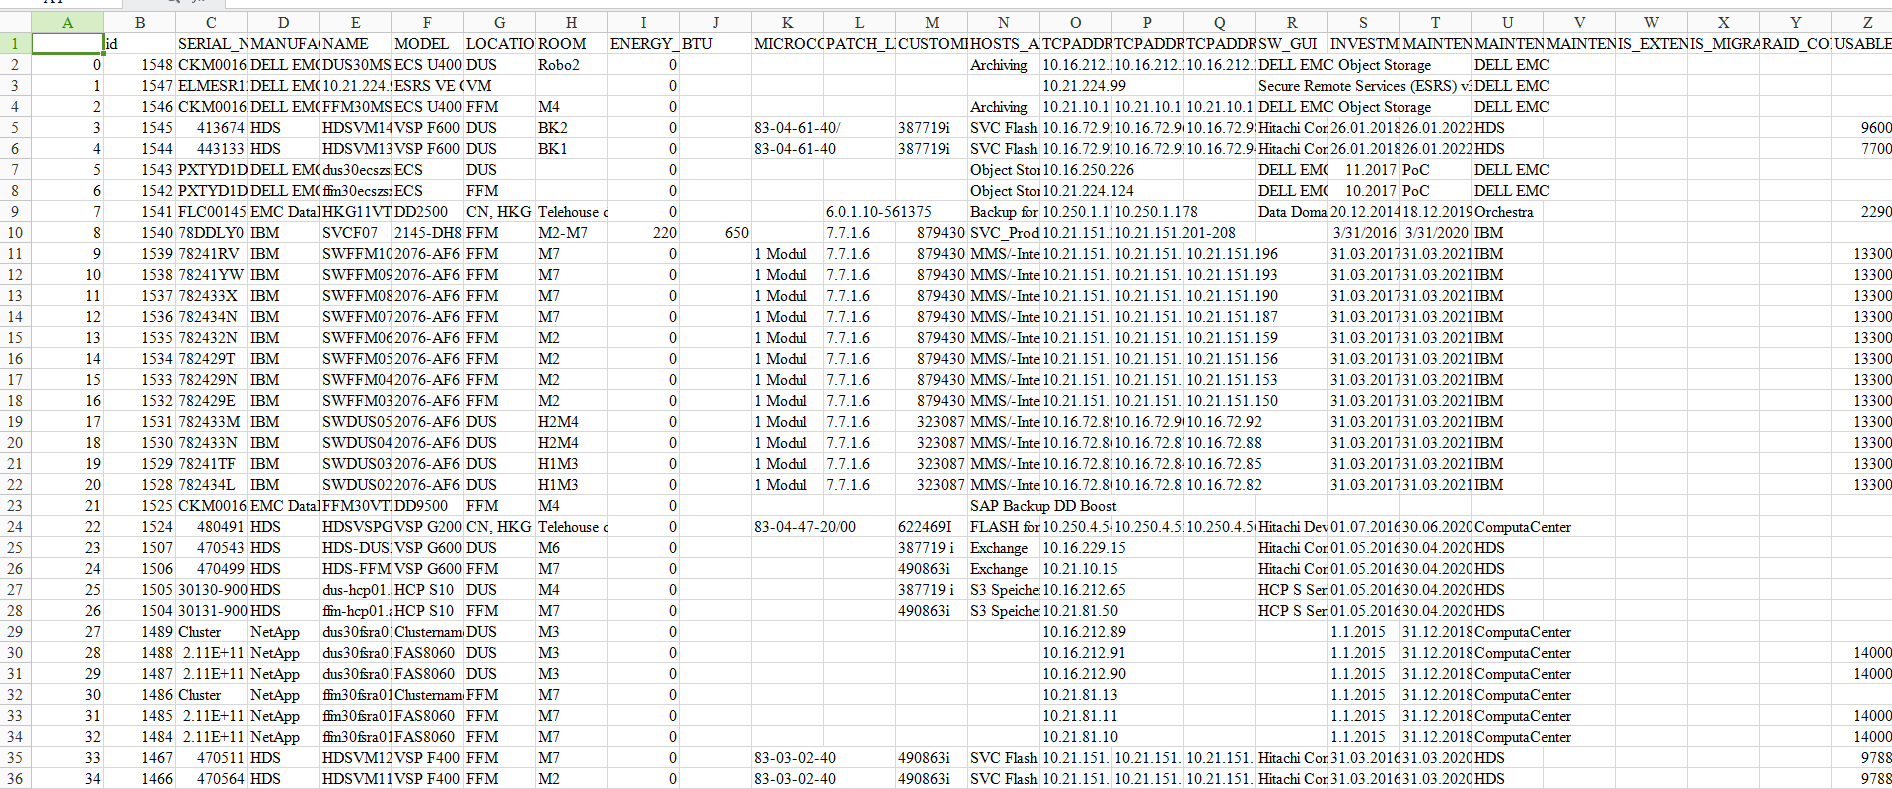 A B C D E F G H I J K L M N O P Q R S T U V W X Y Z
1 id SERIAL_N MANUFA NAME MODEL LOCATIO ROOM ENERGY_ BTU MICROCO PATCH_L CUSTOM HOSTS_A TCPADDR TCPADDR TCPADDR SW_GUI INVESTM MAINTEN MAINTEN MAINTEN IS_EXTEN IS_MIGRA RAID_CO USABLE
2 0 1548 CKM0016 DELL EMC DUS30MS ECS U400 DUS Robo2 0 Archiving 10.16.212. 10.16.212. 10.16.212. DELL EMC Object Storage DELL EMC
3 1 1547 ELMESR1 DELL EMC 10.21.224. ESRS VE VM 0 10.21.224.99 Secure Remote Services (ESRS) v3 DELL EMC
4 2 1546 CKM0016 DELL EMC FFM30MS ECS U400 FFM M4 0 Archiving 10.21.10.1 10.21.10.1 10.21.10.1 DELL EMC Object Storage DELL EMC
5 3 1545 413674 HDS HDSVM14 VSP F600 DUS BK2 0 83-04-61-40/ 387719i SVC Flash 10.16.72.9 10.16.72.9 10.16.72.9 Hitachi Con 26.01.2018 26.01.2022 HDS 9600
6 4 1544 443133 HDS HDSVM13 VSP F600 DUS BK1 0 83-04-61-40 387719i SVC Flash 10.16.72.9 10.16.72.9 10.16.72.9 Hitachi Con 26.01.2018 26.01.2022 HDS 7700
7 5 1543 PXTYD1D DELL EMC dus30ecszs ECS DUS 0 Object Stor 10.16.250.226 DELL EMC 11.2017 PoC DELL EMC
8 6 1542 PXTYD1D DELL EMC ffm30ecszs ECS FFM 0 Object Stor 10.21.224.124 DELL EMC 10.2017 PoC DELL EMC
9 7 1541 FLC00145 EMC Data HKG11VT DD2500 CN, HKG Telehouse 0 6.0.1.10-561375 Backup for 10.250.1.1 10.250.1.178 Data Doma 20.12.2014 18.12.2019 Orchestra 2290
10 8 1540 78DDLY0 IBM SVCF07 2145-DH8 FFM M2-M7 220 650 7.7.1.6 879430 SVC_Prod 10.21.151. 10.21.151.201-208 3/31/2016 3/31/2020 IBM
11 9 1539 78241RV IBM SWFFM10 2076-AF6 FFM M7 0 1 Modul 7.7.1.6 879430 MMS/-Inte 10.21.151. 10.21.151. 10.21.151.196 31.03.2017 31.03.2021 IBM 13300
12 10 1538 78241YW IBM SWFFM09 2076-AF6 FFM M7 0 1 Modul 7.7.1.6 879430 MMS/-Inte 10.21.151. 10.21.151. 10.21.151.193 31.03.2017 31.03.2021 IBM 13300
13 11 1537 782433X IBM SWFFM08 2076-AF6 FFM M7 0 1 Modul 7.7.1.6 879430 MMS/-Inte 10.21.151. 10.21.151. 10.21.151.190 31.03.2017 31.03.2021 IBM 13300
14 12 1536 782434N IBM SWFFM07 2076-AF6 FFM M7 0 1 Modul 7.7.1.6 879430 MMS/-Inte 10.21.151. 10.21.151. 10.21.151.187 31.03.2017 31.03.2021 IBM 13300
15 13 1535 782432N IBM SWFFM06 2076-AF6 FFM M2 0 1 Modul 7.7.1.6 879430 MMS/-Inte 10.21.151. 10.21.151. 10.21.151.159 31.03.2017 31.03.2021 IBM 13300
16 14 1534 782429T IBM SWFFM05 2076-AF6 FFM M2 0 1 Modul 7.7.1.6 879430 MMS/-Inte 10.21.151. 10.21.151. 10.21.151.156 31.03.2017 31.03.2021 IBM 13300
17 15 1533 782429N IBM SWFFM04 2076-AF6 FFM M2 0 1 Modul 7.7.1.6 879430 MMS/-Inte 10.21.151. 10.21.151. 10.21.151.153 31.03.2017 31.03.2021 IBM 13300
18 16 1532 782429E IBM SWFFM03 2076-AF6 FFM M2 0 1 Modul 7.7.1.6 879430 MMS/-Inte 10.21.151. 10.21.151. 10.21.151.150 31.03.2017 31.03.2021 IBM 13300
19 17 1531 782433M IBM SWDUS05 2076-AF6 DUS H2M4 0 1 Modul 7.7.1.6 323087 MMS/-Inte 10.16.72.8 10.16.72.9 10.16.72.92 31.03.2017 31.03.2021 IBM 13300
20 18 1530 782433N IBM SWDUS04 2076-AF6 DUS H2M4 0 1 Modul 7.7.1.6 323087 MMS/-Inte 10.16.72.8 10.16.72.8 10.16.72.88 31.03.2017 31.03.2021 IBM 13300
21 19 1529 78241TF IBM SWDUS03 2076-AF6 DUS H1M3 0 1 Modul 7.7.1.6 323087 MMS/-Inte 10.16.72.8 10.16.72.8 10.16.72.85 31.03.2017 31.03.2021 IBM 13300
22 20 1528 782434L IBM SWDUS02 2076-AF6 DUS H1M3 0 1 Modul 7.7.1.6 323087 MMS/-Inte 10.16.72.8 10.16.72.8 10.16.72.82 31.03.2017 31.03.2021 IBM 13300
23 21 1525 CKM0016 EMC Data FFM30VT DD9500 FFM M4 0 SAP Backup DD Boost
24 22 1524 480491 HDS HDSVSPG VSP G200 CN, HKG Telehouse 0 83-04-47-20/00 622469I FLASH for 10.250.4.5 10.250.4.5 10.250.4.5 Hitachi Dev 01.07.2016 30.06.2020 ComputaCenter
25 23 1507 470543 HDS HDS-DUS VSP G600 DUS M6 0 387719 i Exchange 10.16.229.15 Hitachi Con 01.05.2016 30.04.2020 HDS
26 24 1506 470499 HDS HDS-FFM VSP G600 FFM M7 0 490863i Exchange 10.21.10.15 Hitachi Con 01.05.2016 30.04.2020 HDS
27 25 1505 30130-900 HDS dus-hcp01. HCP S10 DUS M4 0 387719 i S3 Speiche 10.16.212.65 HCP S Ser 01.05.2016 30.04.2020 HDS
28 26 1504 30131-900 HDS ffm-hcp01. HCP S10 FFM M7 0 490863i S3 Speiche 10.21.81.50 HCP S Ser 01.05.2016 30.04.2020 HDS
29 27 1489 Cluster NetApp dus30fsra0 Clusternam DUS M3 0 10.16.212.89 1.1.2015 31.12.2018 ComputaCenter
30 28 1488 2.11E+11 NetApp dus30fsra0 FAS8060 DUS M3 0 10.16.212.91 1.1.2015 31.12.2018 ComputaCenter 14000
31 29 1487 2.11E+11 NetApp dus30fsra0 FAS8060 DUS M3 0 10.16.212.90 1.1.2015 31.12.2018 ComputaCenter 14000
32 30 1486 Cluster NetApp ffm30fsra01 Clusternam FFM M7 0 10.21.81.13 1.1.2015 31.12.2018 ComputaCenter
33 31 1485 2.11E+11 NetApp ffm30fsra01 FAS8060 FFM M7 0 10.21.81.11 1.1.2015 31.12.2018 ComputaCenter 14000
34 32 1484 2.11E+11 NetApp ffm30fsra01 FAS8060 FFM M7 0 10.21.81.10 1.1.2015 31.12.2018 ComputaCenter 14000
35 33 1467 470511 HDS HDSVM12 VSP F400 FFM M7 0 83-03-02-40 490863i SVC Flash 10.21.151. 10.21.151. 10.21.151. Hitachi Con 31.03.2016 31.03.2020 HDS 9788
36 34 1466 470564 HDS HDSVM11 VSP F400 FFM M2 0 83-03-02-40 490863i SVC Flash 10.21.151. 10.21.151. 10.21.151. Hitachi Con 31.03.2016 31.03.2020 HDS 9788